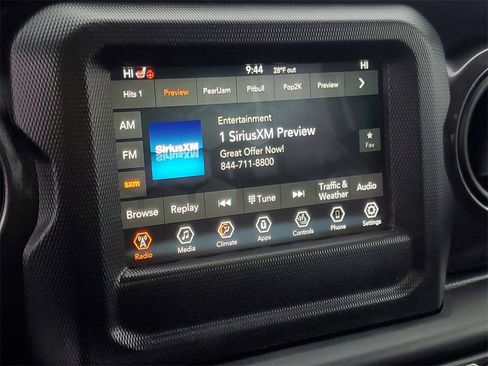 HI 9:44 28°F out HI
Hits 1 Preview PearlJam Pitbull Pop2K Preview
AM
FM
sxm
SiriusXM
Entertainment
1 SiriusXM Preview
Great Offer Now!
844-711-8800
Fav
Browse Replay Tune Traffic & Weather Audio
Radio Media Climate Apps Controls Phone Settings